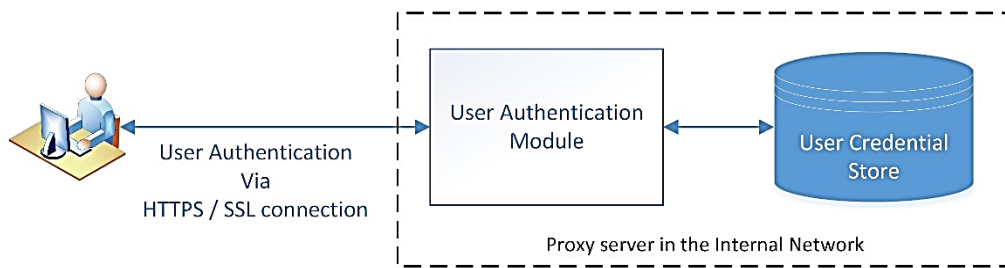 User Authentication
Via
HTTPS / SSL connection
User Authentication
Module
User Credential
Store
Proxy server in the Internal Network